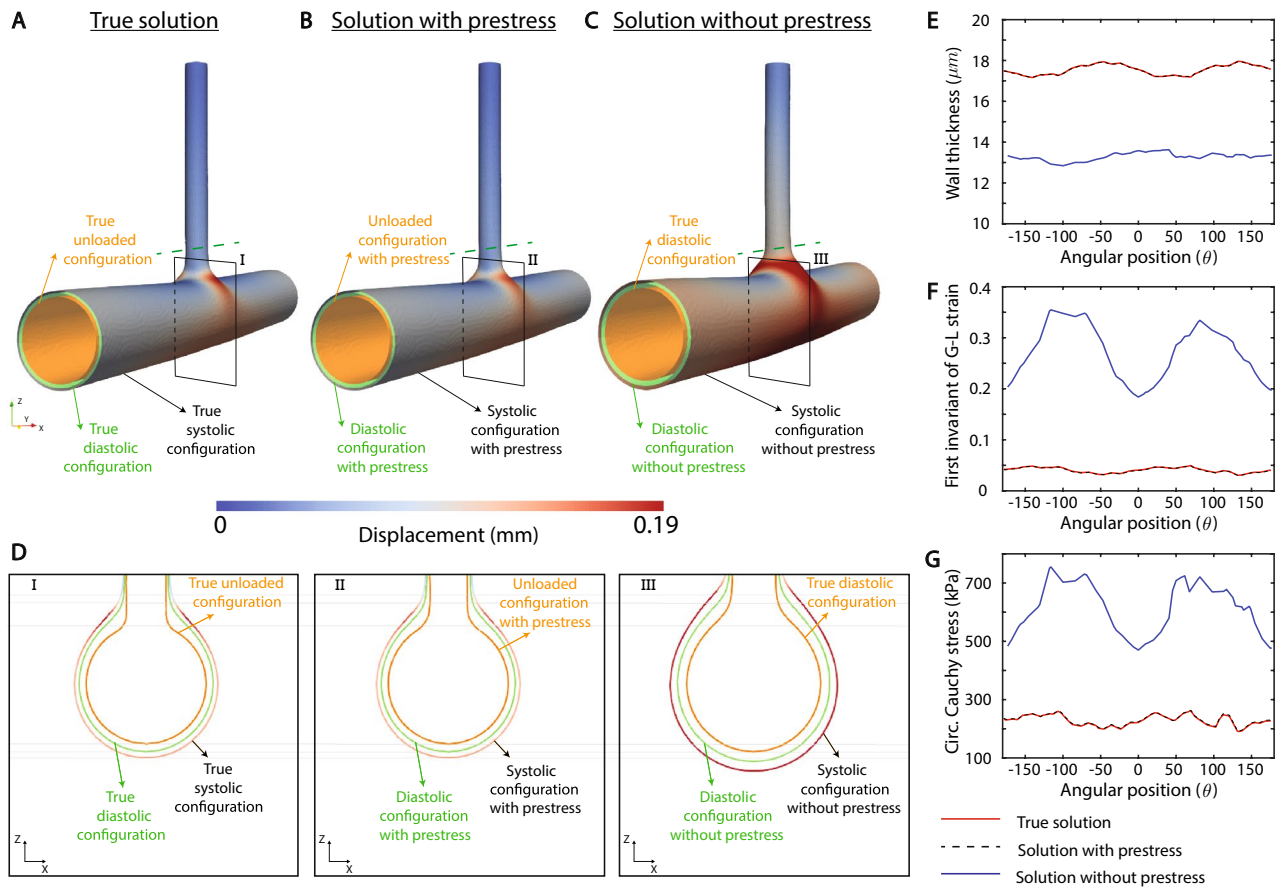 A
True solution
B
Solution with prestress
C
Solution without prestress
True
unloaded
configuration
I
True
diastolic
configuration
True
systolic
configuration
Z
Y
X
Unloaded
configuration
with prestress
II
Diastolic
configuration
with prestress
Systolic
configuration
with prestress
True
diastolic
configuration
III
Diastolic
configuration
without prestress
Systolic
configuration
without prestress
0
0.19
Displacement (mm)
D
I
True unloaded
configuration
True
diastolic
configuration
True
systolic
configuration
Z
X
II
Unloaded
configuration
with prestress
Diastolic
configuration
with prestress
Systolic
configuration
with prestress
Z
X
III
True diastolic
configuration
Diastolic
configuration
without prestress
Systolic
configuration
without prestress
Z
X
E
Wall thickness (μm)
20
18
16
14
12
10
-150 -100 -50 0 50 100 150
Angular position (θ)
F
First invariant of G-L strain
0.4
0.3
0.2
0.1
0
-150 -100 -50 0 50 100 150
Angular position (θ)
G
Circ. Cauchy stress (kPa)
700
500
300
100
-150 -100 -50 0 50 100 150
Angular position (θ)
True solution
Solution with prestress
Solution without prestress